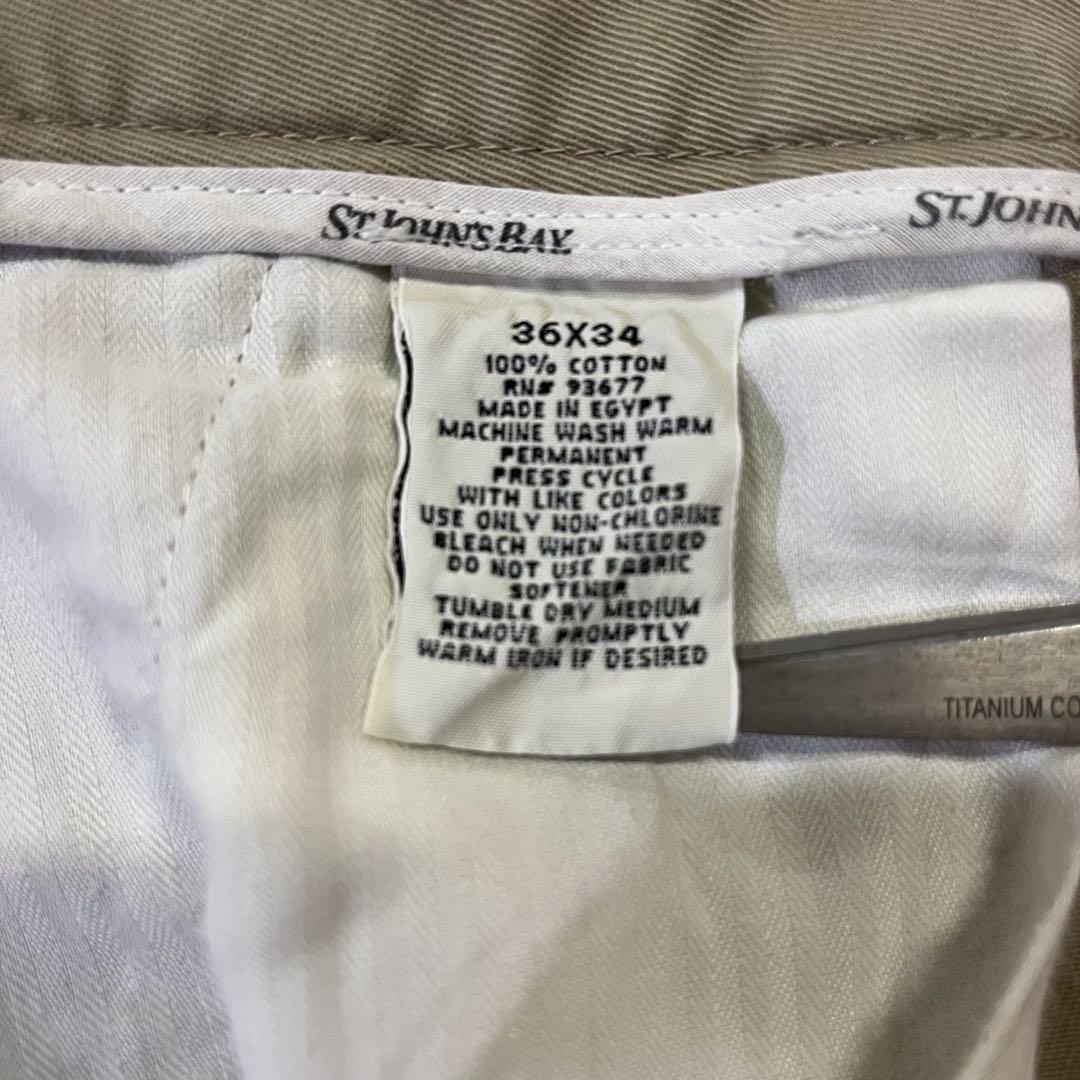 ST. JOHN'S BAY
ST. JOHN
36X34
100% COTTON
RN# 93677
MADE IN EGYPT
MACHINE WASH WARM
PERMANENT
PRESS CYCLE
WITH LIKE COLORS
USE ONLY NON-CHLORINE
BLEACH WHEN NEEDED
DO NOT USE FABRIC
SOFTENER
TUMBLE DRY MEDIUM
REMOVE PROMPTLY
WARM IRON IF DESIRED
TITANIUM CO